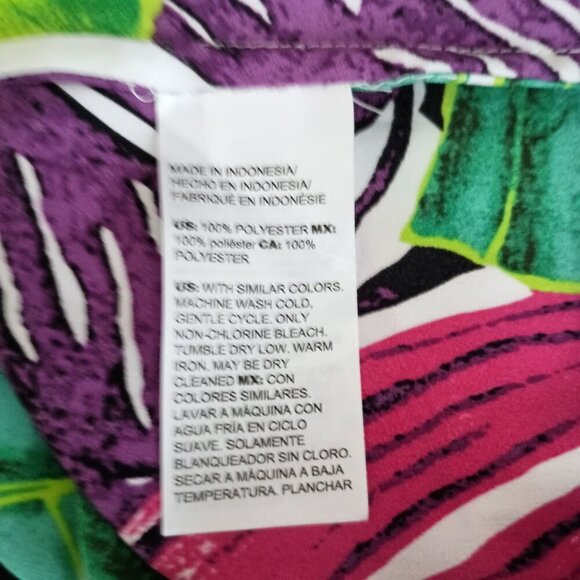 MADE IN INDONESIA/
HECHO EN INDONESIA/
FABRIQUÉ EN INDONÉSIE
US: 100% POLYESTER MX:
100% poliéster CA: 100%
POLYESTER
US: WITH SIMILAR COLORS.
MACHINE WASH COLD,
GENTLE CYCLE. ONLY
NON-CHLORINE BLEACH.
TUMBLE DRY LOW. WARM
IRON. MAY BE DRY
CLEANED MX: CON
COLORES SIMILARES.
LAVAR A MÁQUINA CON
AGUA FRÍA EN CICLO
SUAVE. SOLAMENTE
BLANQUEADOR SIN CLORO.
SECAR A MÁQUINA A BAJA
TEMPERATURA. PLANCHAR